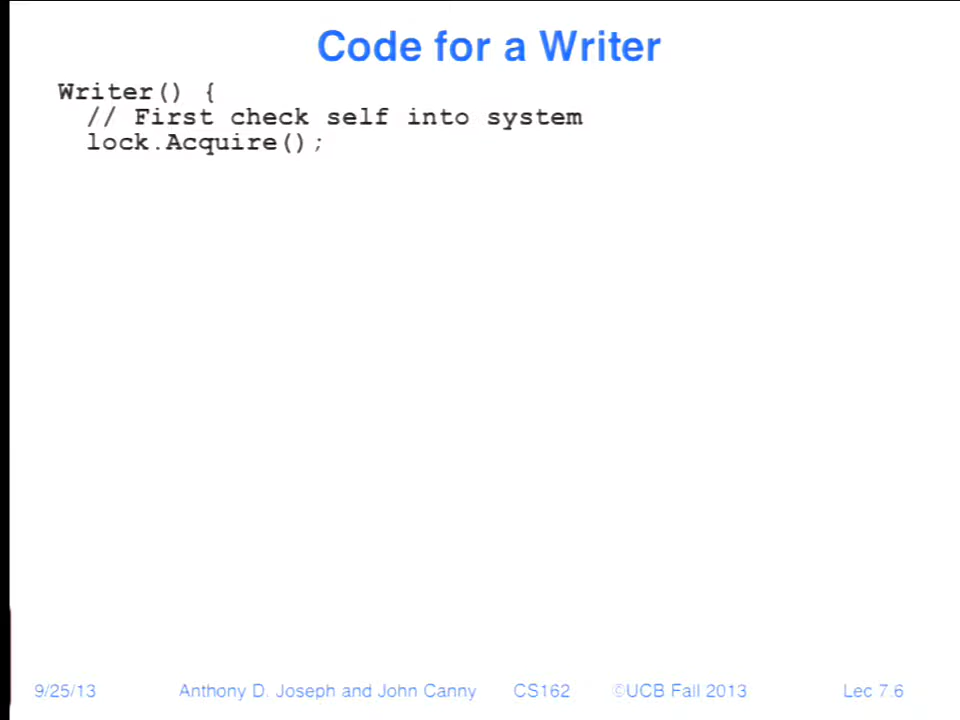 Code for a Writer
Writer() {
// First check self into system
lock.Acquire();
9/25/13 Anthony D. Joseph and John Canny CS162 ©UCB Fall 2013 Lec 7.6